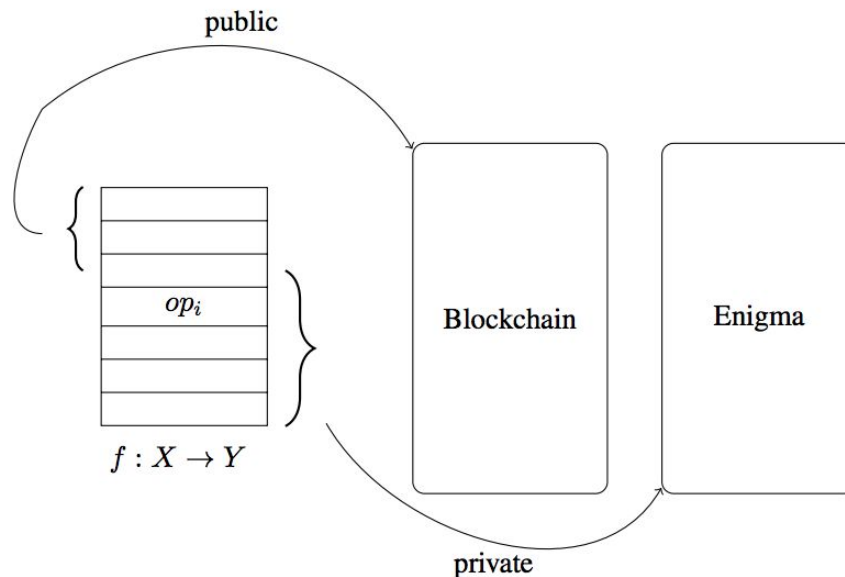 public
op_i
Blockchain
Enigma
f : X → Y
private